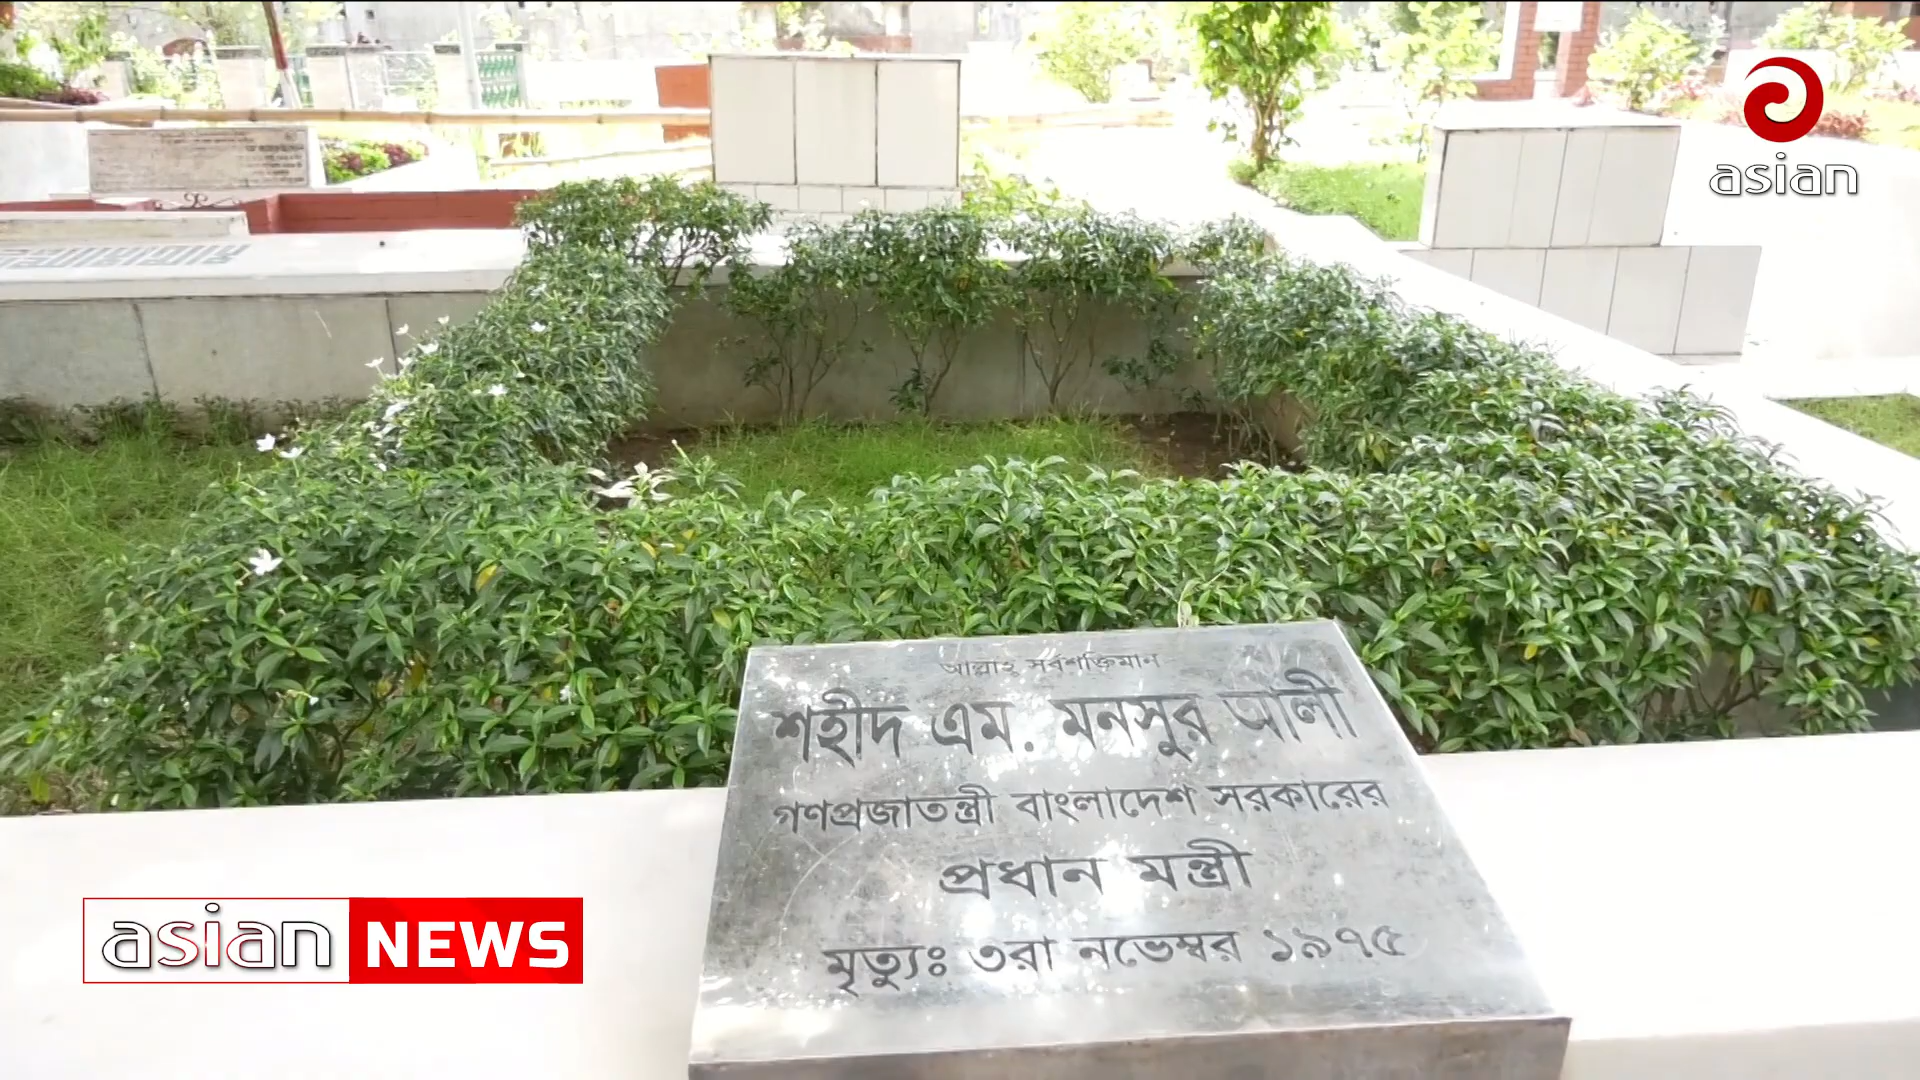 asian
আল্লাহ সর্বশক্তিমান
শহীদ এম. মনসুর আলী
গণপ্রজাতন্ত্রী বাংলাদেশ সরকারের
প্রধান মন্ত্রী
মৃত্যুঃ ৩রা নভেম্বর ১৯৭৫
asian NEWS